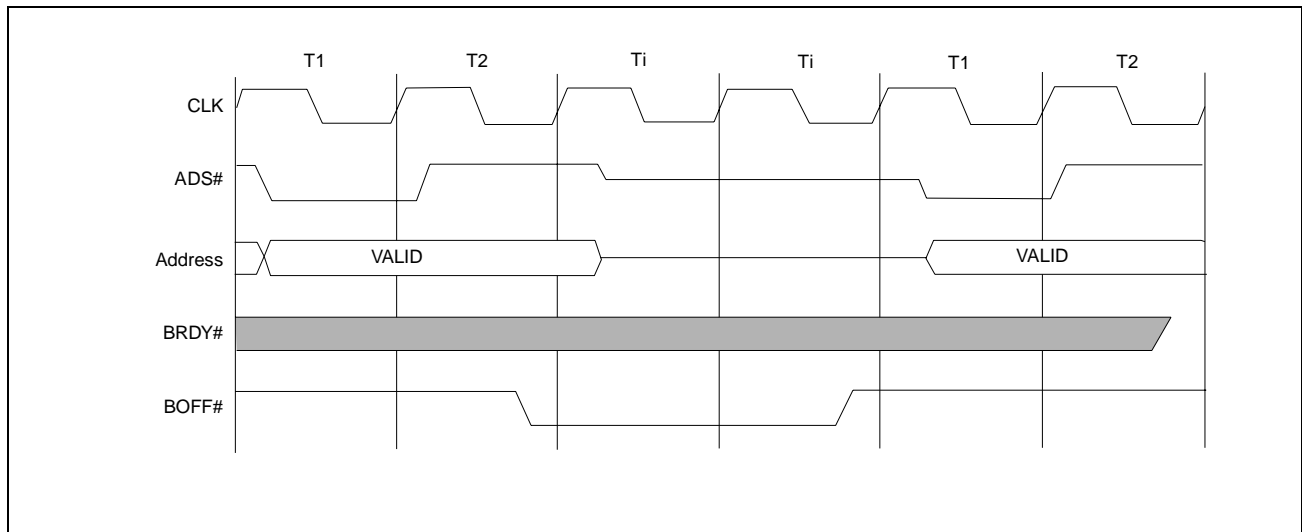 T1 T2 Ti Ti T1 T2
CLK
ADS#
Address VALID VALID
BRDY#
BOFF#